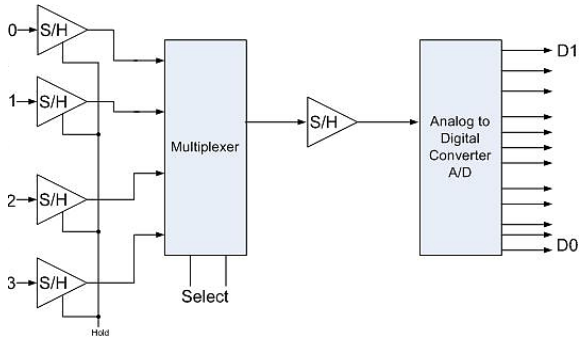 0
S/H
1
S/H
2
S/H
3
S/H
Hold
Multiplexer
Select
S/H
Analog to
Digital
Converter
A/D
D1
D0